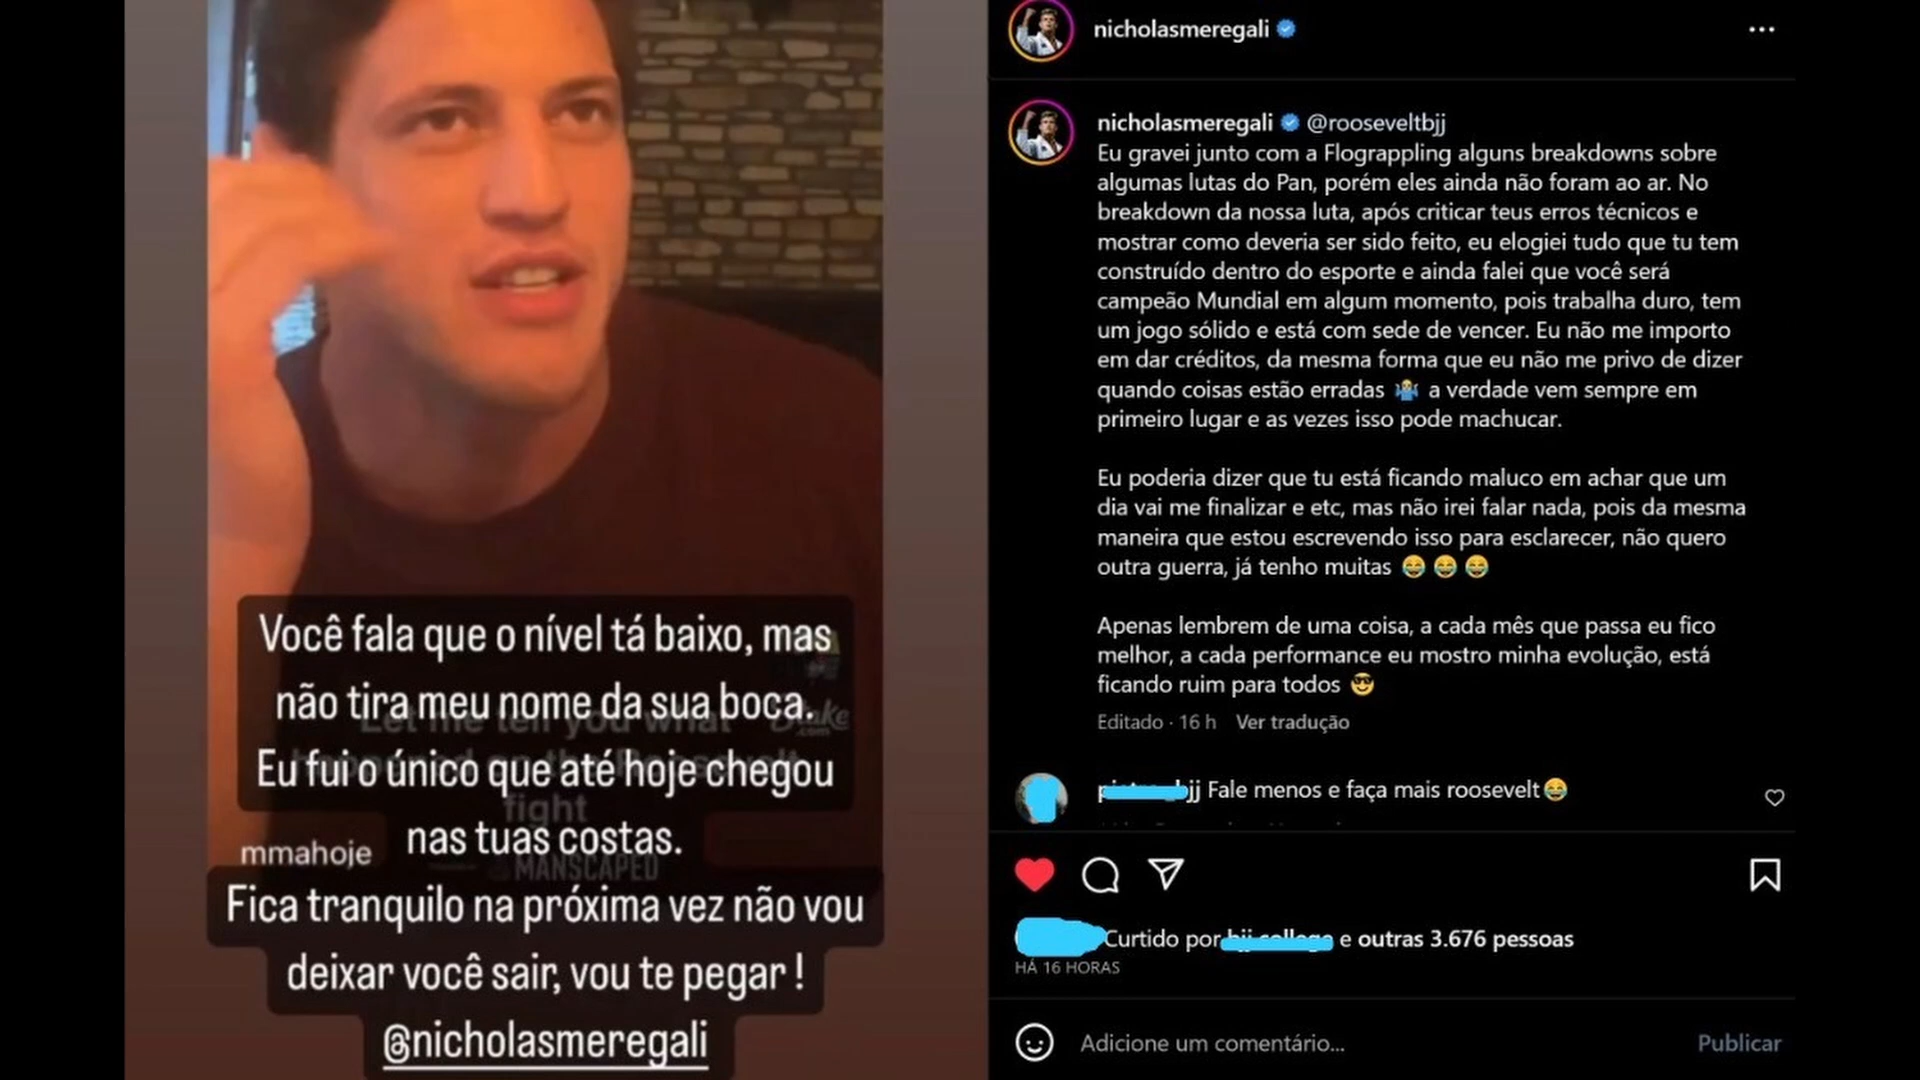 Você fala que o nível tá baixo, mas
não tira meu nome da sua boca.
Eu fui o único que até hoje chegou
nas tuas costas.
Fica tranquilo na próxima vez não vou
deixar você sair, vou te pegar !
@nicholasmeregali
mmahoje
Let me tell you what
fight
MANSCAPED
nicholasmeregali
nicholasmeregali @rooseveltbjj
Eu gravei junto com a Flograppling alguns breakdowns sobre
algumas lutas do Pan, porém eles ainda não foram ao ar. No
breakdown da nossa luta, após criticar teus erros técnicos e
mostrar como deveria ser sido feito, eu elogiei tudo que tu tem
construído dentro do esporte e ainda falei que você será
campeão Mundial em algum momento, pois trabalha duro, tem
um jogo sólido e está com sede de vencer. Eu não me importo
em dar créditos, da mesma forma que eu não me privo de dizer
quando coisas estão erradas 🤷 a verdade vem sempre em
primeiro lugar e as vezes isso pode machucar.
Eu poderia dizer que tu está ficando maluco em achar que um
dia vai me finalizar e etc, mas não irei falar nada, pois da mesma
maneira que estou escrevendo isso para esclarecer, não quero
outra guerra, já tenho muitas 😂 😂 😂
Apenas lembrem de uma coisa, a cada mês que passa eu fico
melhor, a cada performance eu mostro minha evolução, está
ficando ruim para todos 😎
Editado · 16 h Ver tradução
Fale menos e faça mais roosevelt😂
Curtido por e outras 3.676 pessoas
HÁ 16 HORAS
Adicione um comentário...
Publicar